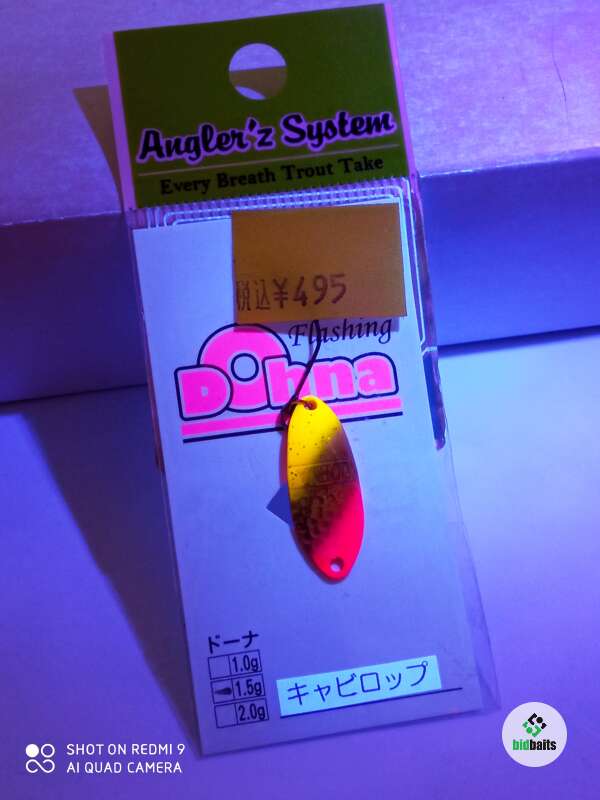 Angler'z System
Every Breath Trout Take
税込¥495
Flashing
Dohna
ドーナ
1.0g
1.5g
2.0g
キャビロップ
bidbaits
SHOT ON REDMI 9
AI QUAD CAMERA